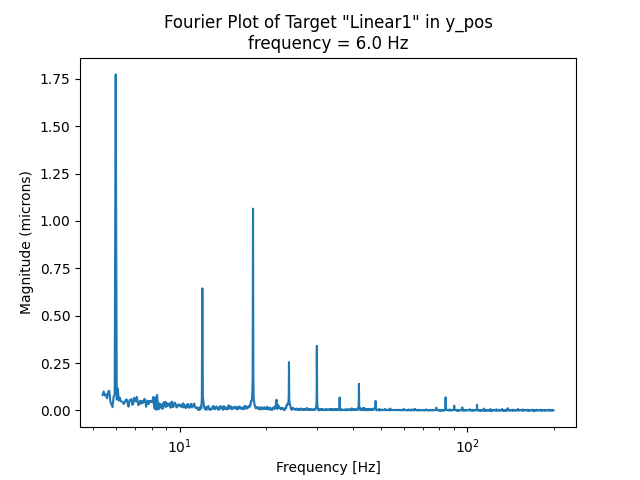 Fourier Plot of Target "Linear1" in y_pos
frequency = 6.0 Hz
Magnitude (microns)
1.75
1.50
1.25
1.00
0.75
0.50
0.25
0.00
10¹ 10²
Frequency [Hz]